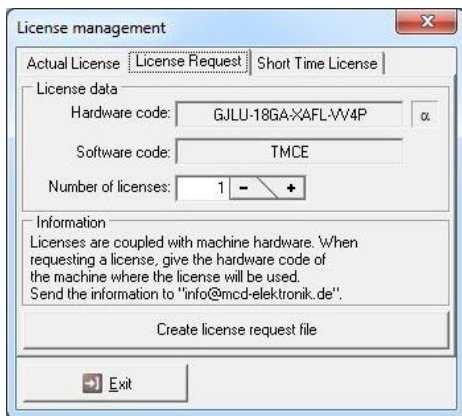 License management
Actual License License Request Short Time License
License data
Hardware code: GJLU-18GA-XAFL-VV4P α
Software code: TMCE
Number of licenses: 1 - +
Information
Licenses are coupled with machine hardware. When
requesting a license, give the hardware code of
the machine where the license will be used.
Send the information to "info@mcd-elektronik.de".
Create license request file
Exit